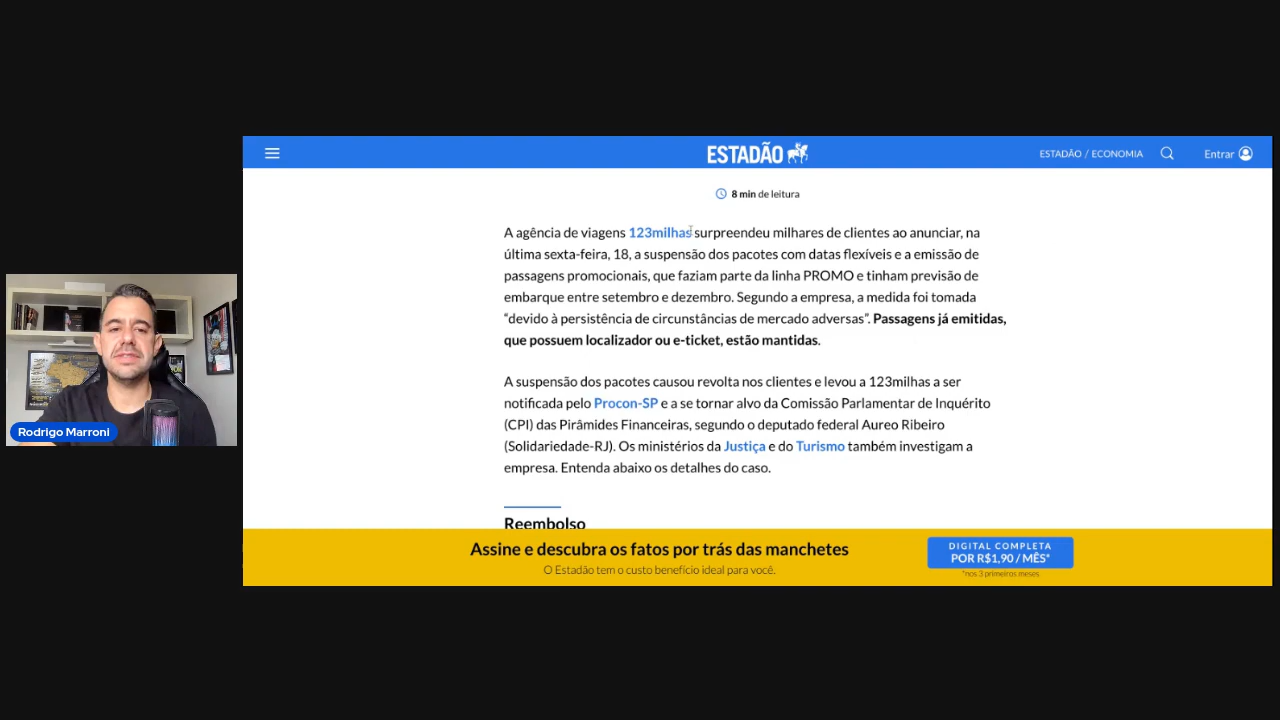 ESTADÃO
ESTADÃO / ECONOMIA
Entrar
8 min de leitura
A agência de viagens 123milhas surpreendeu milhares de clientes ao anunciar, na
última sexta-feira, 18, a suspensão dos pacotes com datas flexíveis e a emissão de
passagens promocionais, que faziam parte da linha PROMO e tinham previsão de
embarque entre setembro e dezembro. Segundo a empresa, a medida foi tomada
“devido à persistência de circunstâncias de mercado adversas”. Passagens já emitidas,
que possuem localizador ou e-ticket, estão mantidas.
A suspensão dos pacotes causou revolta nos clientes e levou a 123milhas a ser
notificada pelo Procon-SP e a se tornar alvo da Comissão Parlamentar de Inquérito
(CPI) das Pirâmides Financeiras, segundo o deputado federal Aureo Ribeiro
(Solidariedade-RJ). Os ministérios da Justiça e do Turismo também investigam a
empresa. Entenda abaixo os detalhes do caso.
Reembolso
Assine e descubra os fatos por trás das manchetes
O Estadão tem o custo benefício ideal para você.
DIGITAL COMPLETA
POR R$1,90 / MÊS*
*nos 3 primeiros meses
Rodrigo Marroni